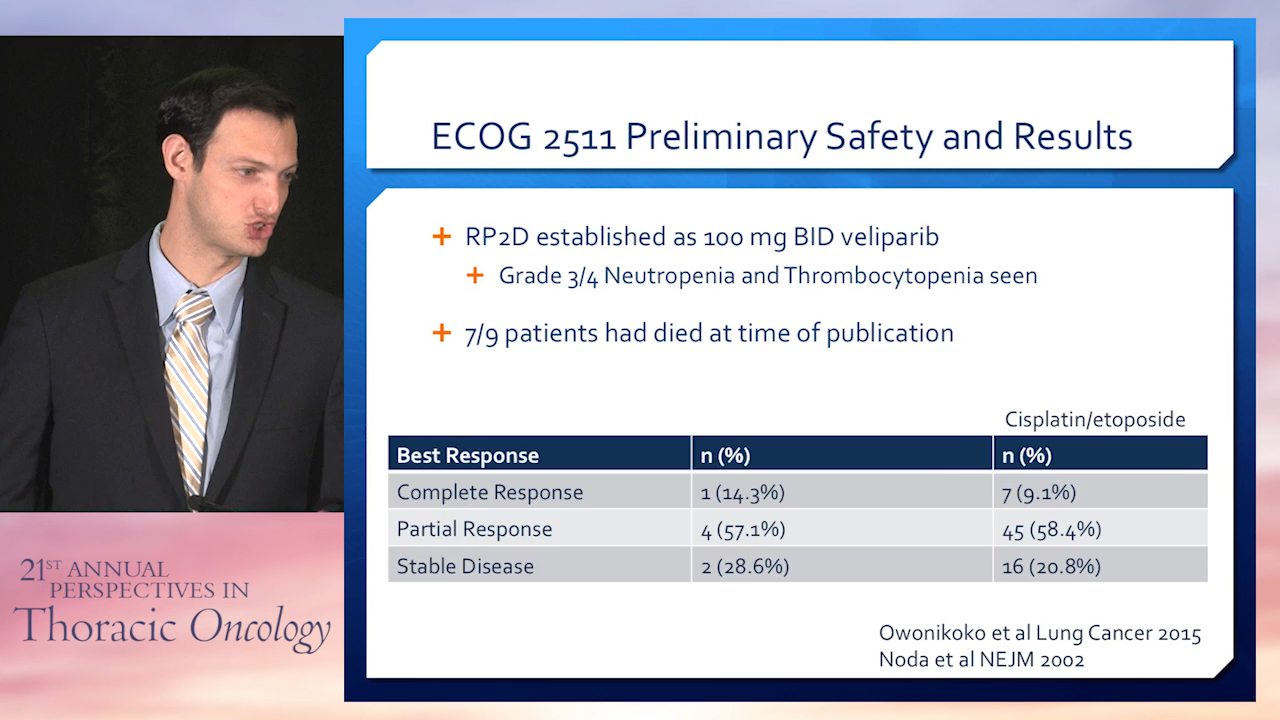 ECOG 2511 Preliminary Safety and Results
+ RP2D established as 100 mg BID veliparib
+ Grade 3/4 Neutropenia and Thrombocytopenia seen
+ 7/9 patients had died at time of publication
Cisplatin/etoposide
Best Response n (%) n (%)
Complete Response 1 (14.3%) 7 (9.1%)
Partial Response 4 (57.1%) 45 (58.4%)
Stable Disease 2 (28.6%) 16 (20.8%)
Owonikoko et al Lung Cancer 2015
Noda et al NEJM 2002
21ST ANNUAL
PERSPECTIVES IN
Thoracic Oncology